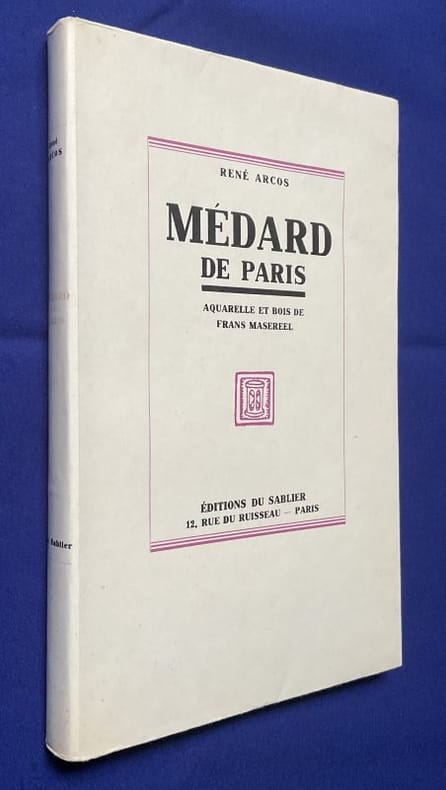 RENÉ ARCOS
MÉDARD
DE PARIS
AQUARELLE ET BOIS DE
FRANS MASEREEL
ÉDITIONS DU SABLIER
12, RUE DU RUISSEAU — PARIS
Sablier